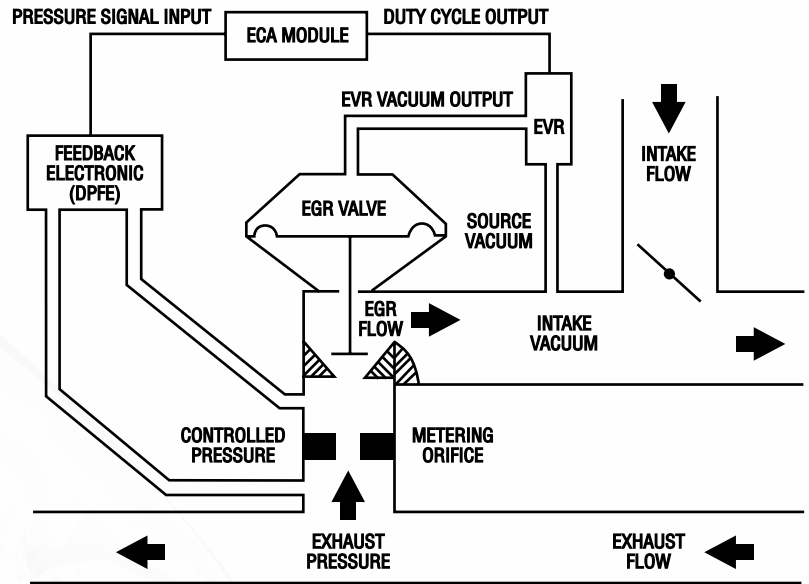 PRESSURE SIGNAL INPUT
ECA MODULE
DUTY CYCLE OUTPUT
EVR VACUUM OUTPUT
EVR
FEEDBACK
ELECTRONIC
(DPFE)
INTAKE
FLOW
EGR VALVE
SOURCE
VACUUM
EGR
FLOW
INTAKE
VACUUM
CONTROLLED
PRESSURE
METERING
ORIFICE
EXHAUST
PRESSURE
EXHAUST
FLOW